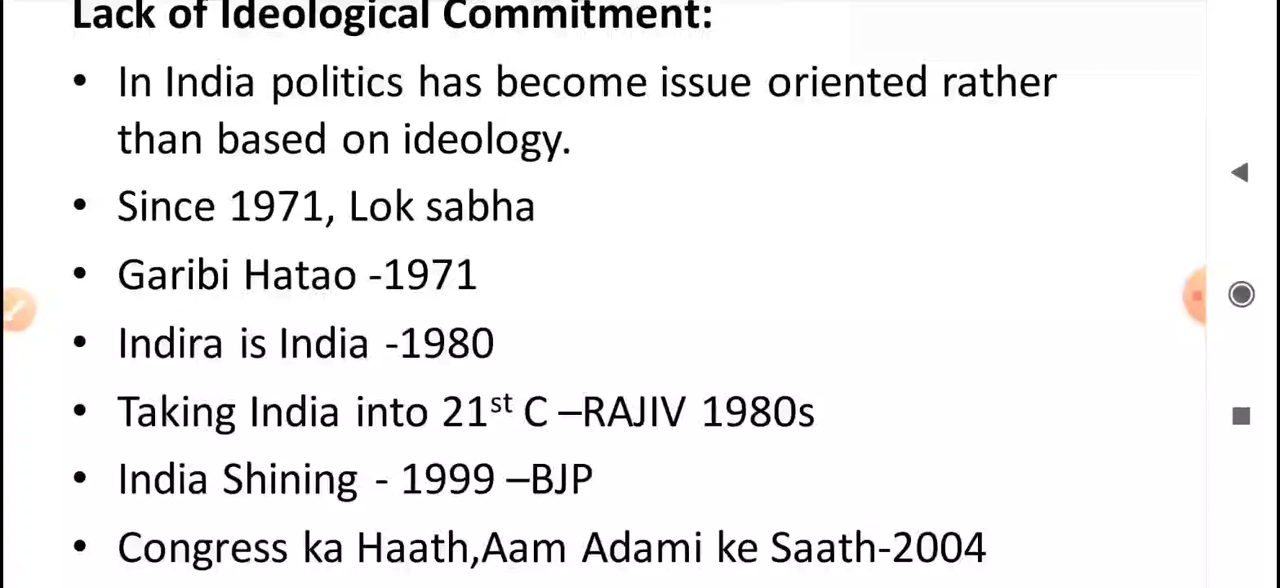 Lack of Ideological Commitment:
• In India politics has become issue oriented rather
than based on ideology.
• Since 1971, Lok sabha
• Garibi Hatao -1971
• Indira is India -1980
• Taking India into 21st C –RAJIV 1980s
• India Shining - 1999 –BJP
• Congress ka Haath,Aam Adami ke Saath-2004